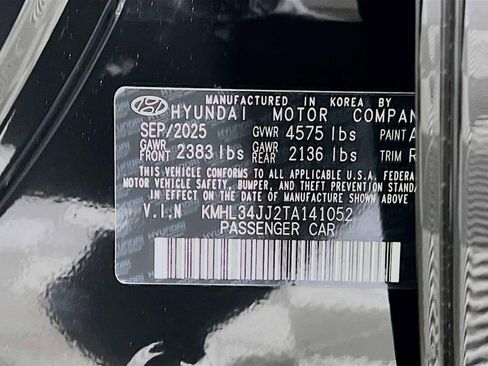 MANUFACTURED IN KOREA BY
HYUNDAI MOTOR COMPAN
SEP/2025 GVWR 4575 lbs PAINT A
GAWR FRONT 2383 lbs GAWR REAR 2136 lbs TRIM R
THIS VEHICLE CONFORMS TO ALL APPLICABLE U.S.A. FEDERAL
MOTOR VEHICLE SAFETY, BUMPER, AND THEFT PREVENTION STANDARDS
IN EFFECT ON THE DATE OF MANUFACTURE SHOWN ABOVE.
V.I.N KMHL34JJ2TA141052
PASSENGER CAR